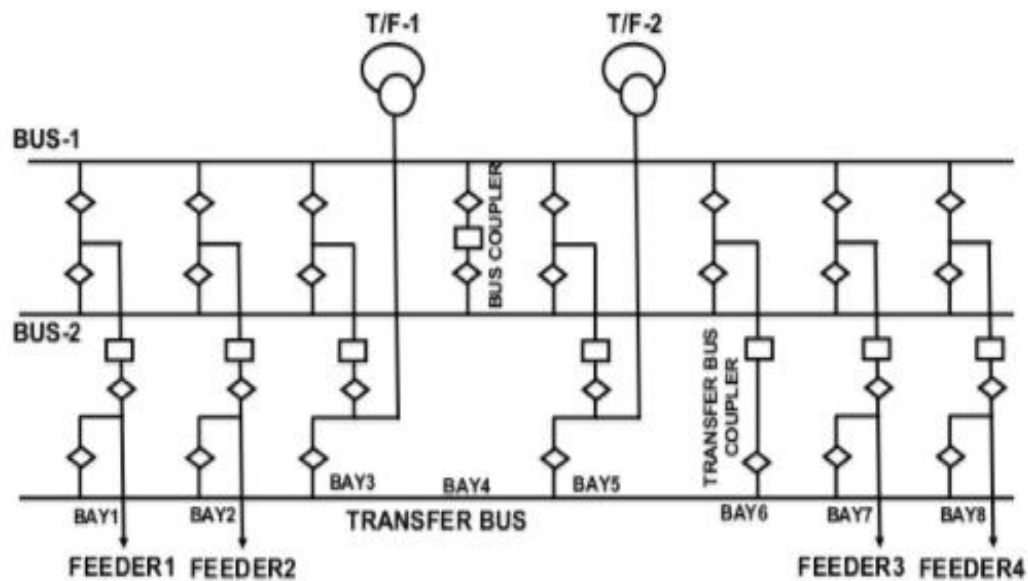 T/F-1
T/F-2
BUS-1
BUS COUPLER
BUS-2
TRANSFER BUS
COUPLER
BAY3
BAY4
BAY5
BAY1
BAY2
TRANSFER BUS
BAY6
BAY7
BAY8
FEEDER1
FEEDER2
FEEDER3
FEEDER4